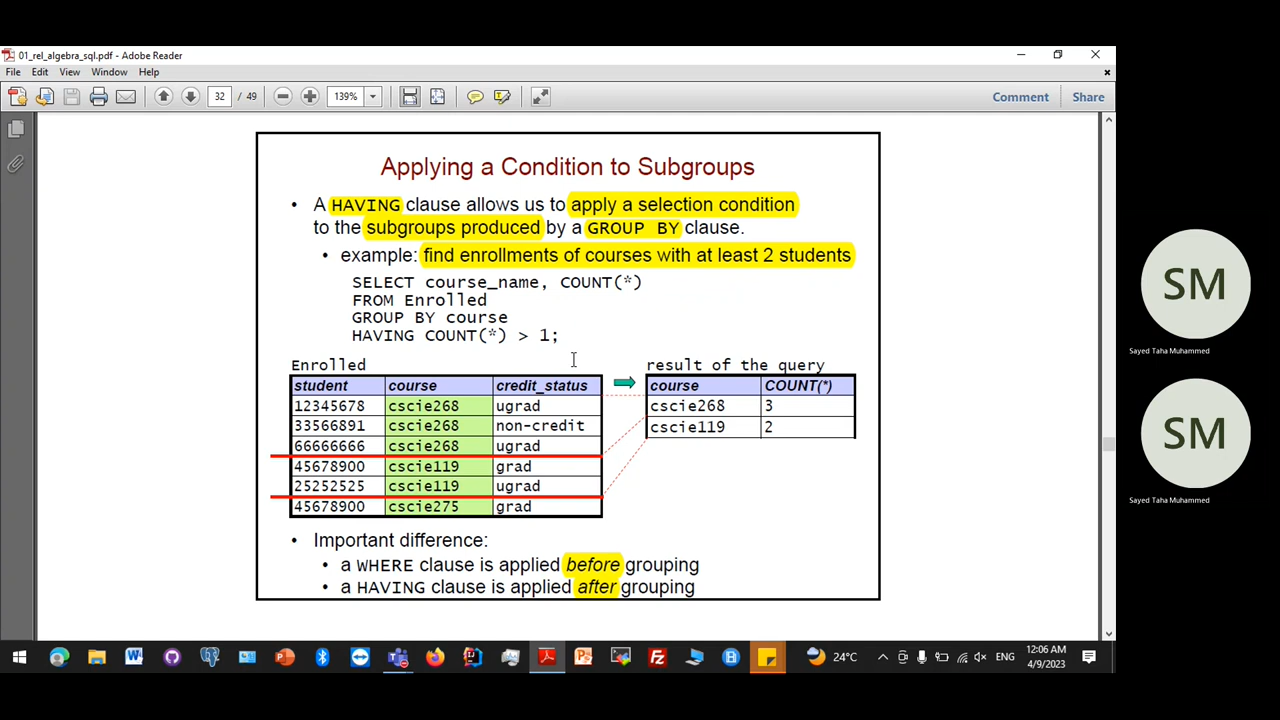 01_rel_algebra_sql.pdf - Adobe Reader
File Edit View Window Help
32 / 49 139% Comment Share
Applying a Condition to Subgroups
• A HAVING clause allows us to apply a selection condition
to the subgroups produced by a GROUP BY clause.
• example: find enrollments of courses with at least 2 students
SELECT course_name, COUNT(*)
FROM Enrolled
GROUP BY course
HAVING COUNT(*) > 1;
Enrolled
student course credit_status
12345678 cscie268 ugrad
33566891 cscie268 non-credit
66666666 cscie268 ugrad
45678900 cscie119 grad
25252525 cscie119 ugrad
45678900 cscie275 grad
result of the query
course COUNT(*)
cscie268 3
cscie119 2
• Important difference:
• a WHERE clause is applied before grouping
• a HAVING clause is applied after grouping
SM
Sayed Taha Muhammed
SM
Sayed Taha Muhammed
24°C ENG 12:06 AM
4/9/2023